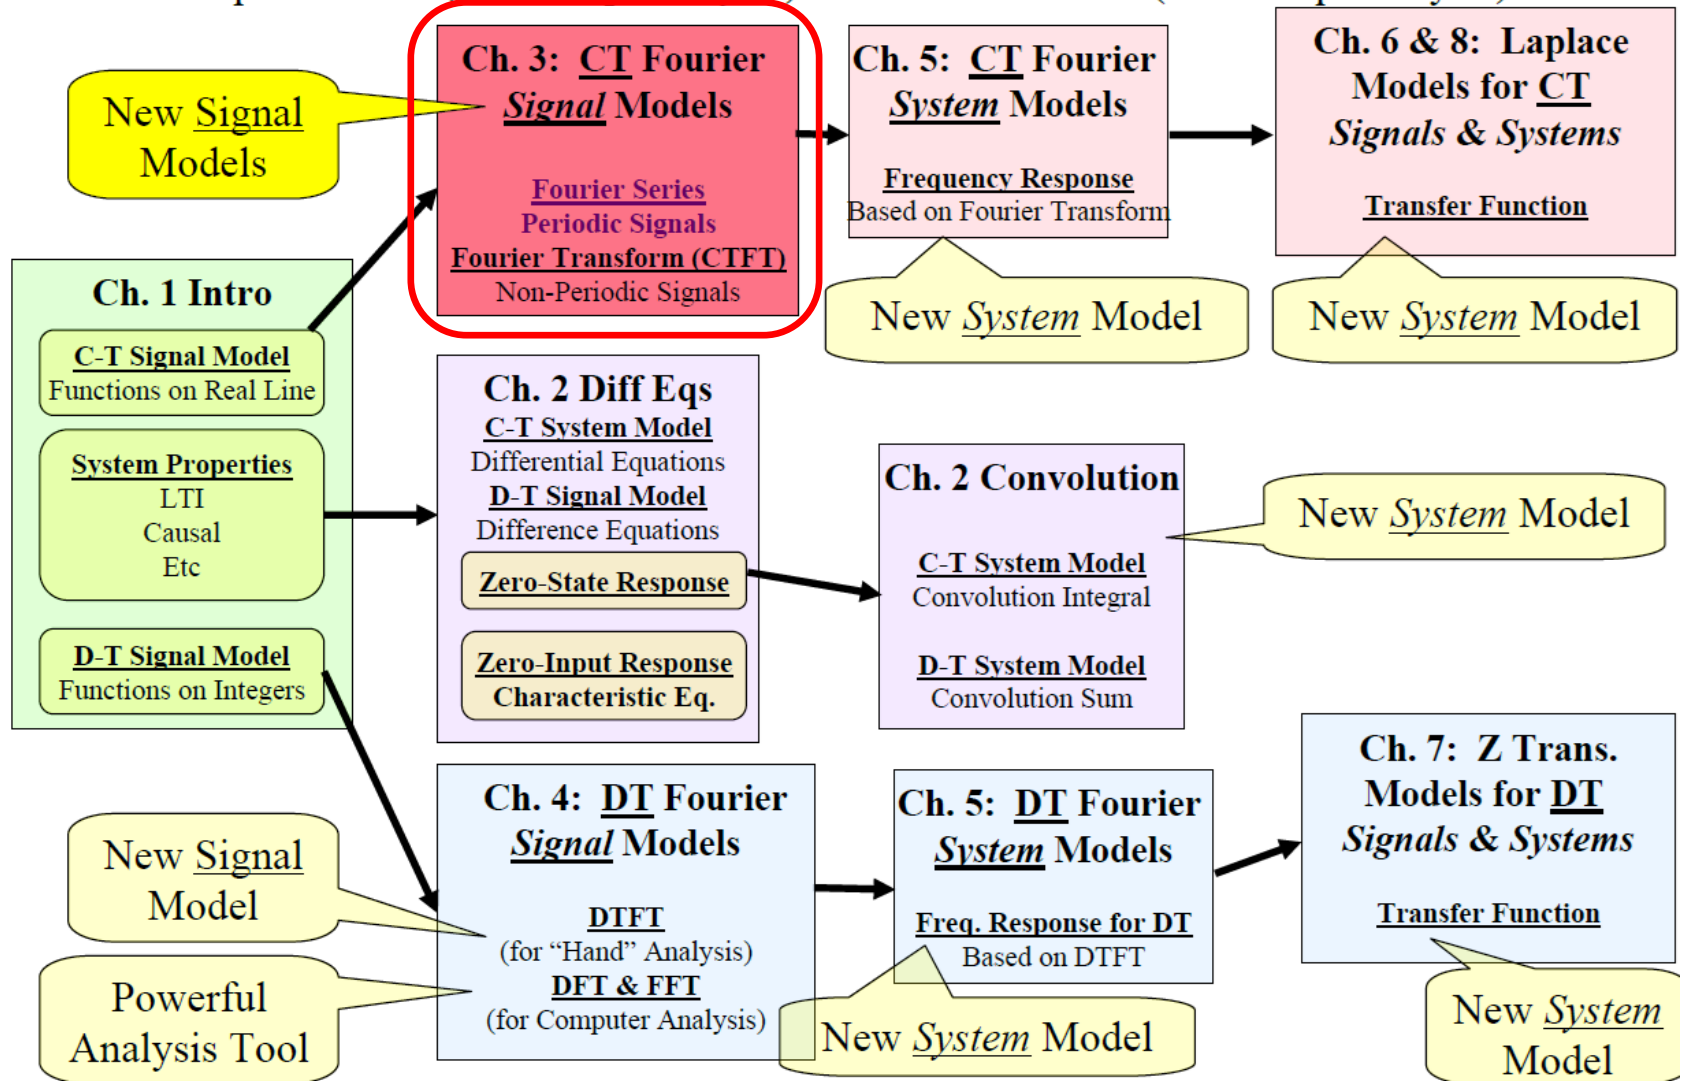 Ch. 3: CT Fourier
Signal Models
Fourier Series
Periodic Signals
Fourier Transform (CTFT)
Non-Periodic Signals
New Signal
Models
Ch. 5: CT Fourier
System Models
Frequency Response
Based on Fourier Transform
New System Model
Ch. 6 & 8: Laplace
Models for CT
Signals & Systems
Transfer Function
New System Model
Ch. 1 Intro
C-T Signal Model
Functions on Real Line
System Properties
LTI
Causal
Etc
D-T Signal Model
Functions on Integers
Ch. 2 Diff Eqs
C-T System Model
Differential Equations
D-T Signal Model
Difference Equations
Zero-State Response
Zero-Input Response
Characteristic Eq.
Ch. 2 Convolution
C-T System Model
Convolution Integral
D-T System Model
Convolution Sum
New System Model
Ch. 4: DT Fourier
Signal Models
DTFT
(for “Hand” Analysis)
DFT & FFT
(for Computer Analysis)
New Signal
Model
Powerful
Analysis Tool
Ch. 5: DT Fourier
System Models
Freq. Response for DT
Based on DTFT
New System Model
Ch. 7: Z Trans.
Models for DT
Signals & Systems
Transfer Function
New System
Model